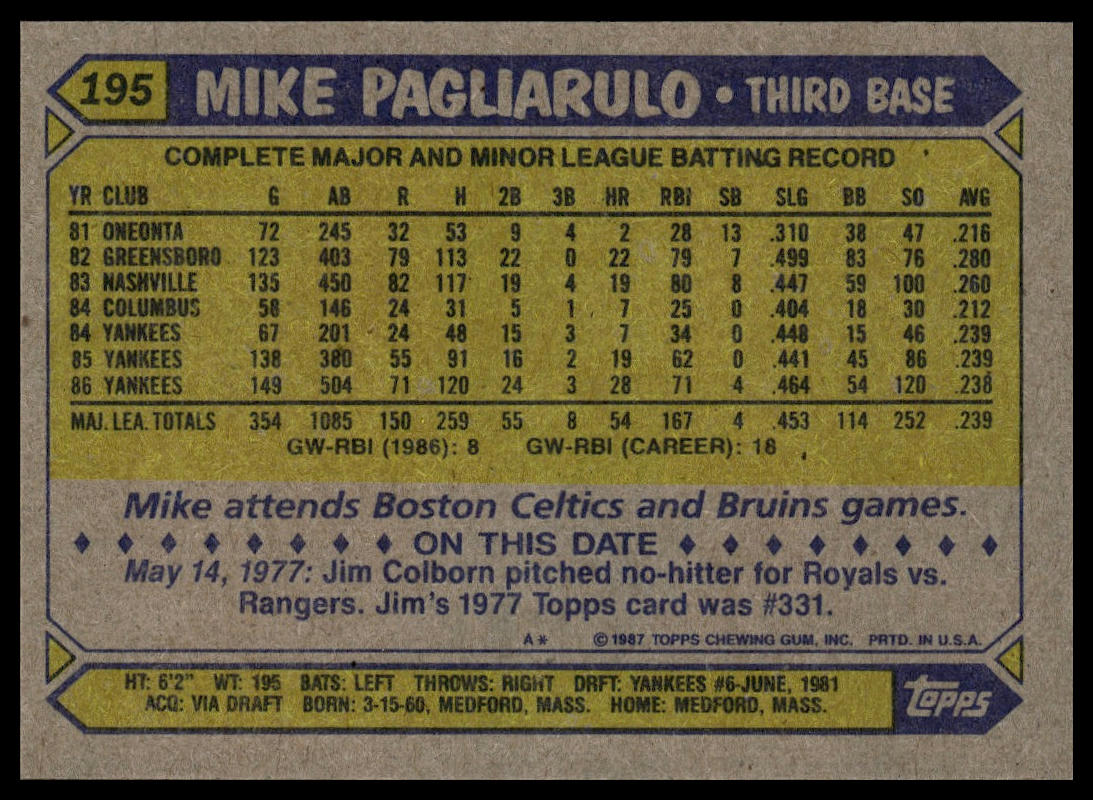 195 MIKE PAGLIARULO • THIRD BASE
COMPLETE MAJOR AND MINOR LEAGUE BATTING RECORD
YR CLUB G AB R H 2B 3B HR RBI SB SLG BB SO AVG
81 ONEONTA 72 245 32 53 9 4 2 28 13 .310 38 47 .216
82 GREENSBORO 123 403 79 113 22 0 22 79 7 .499 83 76 .280
83 NASHVILLE 135 450 82 117 19 4 19 80 8 .447 59 100 .260
84 COLUMBUS 58 146 24 31 5 1 7 25 0 .404 18 30 .212
84 YANKEES 67 201 24 48 15 3 7 34 0 .448 15 46 .239
85 YANKEES 138 380 55 91 16 2 19 62 0 .441 45 86 .239
86 YANKEES 149 504 71 120 24 3 28 71 4 .464 54 120 .238
MAJ. LEA. TOTALS 354 1085 150 259 55 8 54 167 4 .453 114 252 .239
GW-RBI (1986): 8 GW-RBI (CAREER): 18
Mike attends Boston Celtics and Bruins games.
ON THIS DATE
May 14, 1977: Jim Colborn pitched no-hitter for Royals vs.
Rangers. Jim's 1977 Topps card was #331.
A* © 1987 TOPPS CHEWING GUM, INC. PRTD. IN U.S.A.
HT: 6'2" WT: 195 BATS: LEFT THROWS: RIGHT DRFT: YANKEES #6-JUNE, 1981
ACQ: VIA DRAFT BORN: 3-15-60, MEDFORD, MASS. HOME: MEDFORD, MASS.
topps